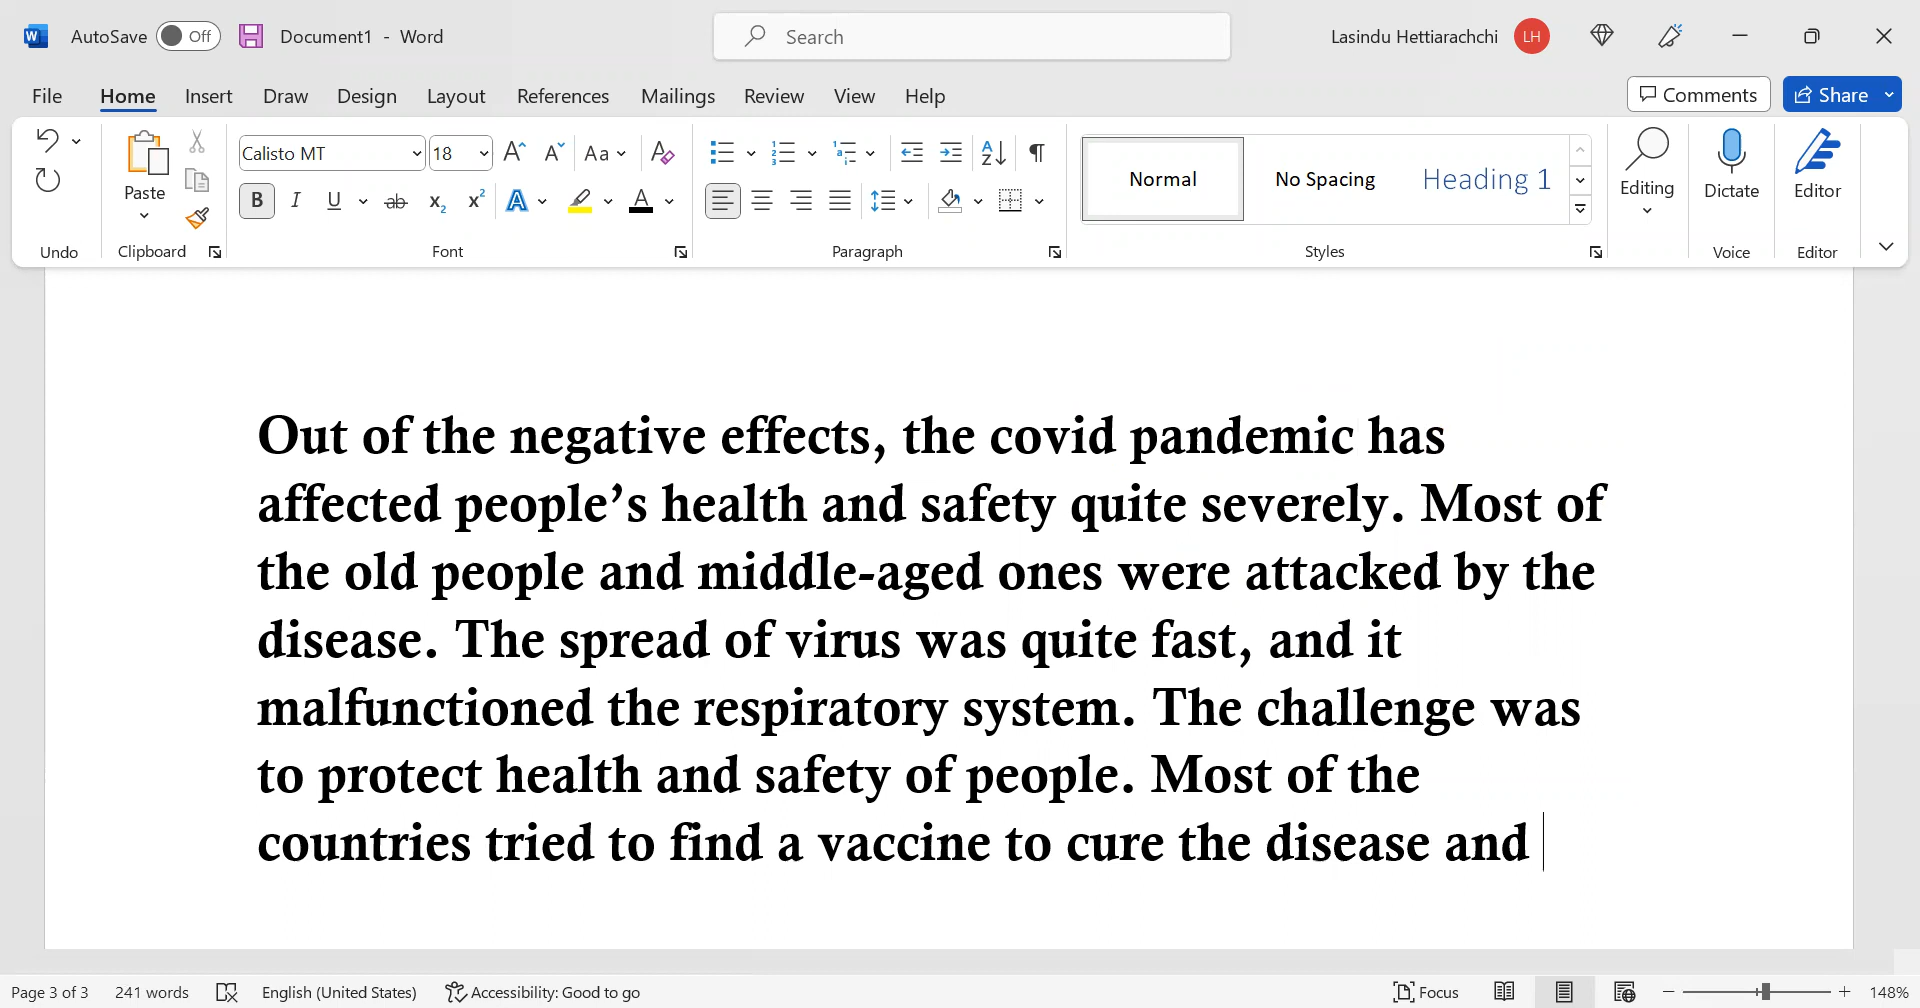 AutoSave Off Document1 - Word Search Lasindu Hettiarachchi LH
File Home Insert Draw Design Layout References Mailings Review View Help Comments Share
Paste Calisto MT 18 Aa Normal No Spacing Heading 1 Editing Dictate Editor
Undo Clipboard Font Paragraph Styles Voice Editor
Out of the negative effects, the covid pandemic has
affected people’s health and safety quite severely. Most of
the old people and middle-aged ones were attacked by the
disease. The spread of virus was quite fast, and it
malfunctioned the respiratory system. The challenge was
to protect health and safety of people. Most of the
countries tried to find a vaccine to cure the disease and
Page 3 of 3 241 words English (United States) Accessibility: Good to go Focus 148%